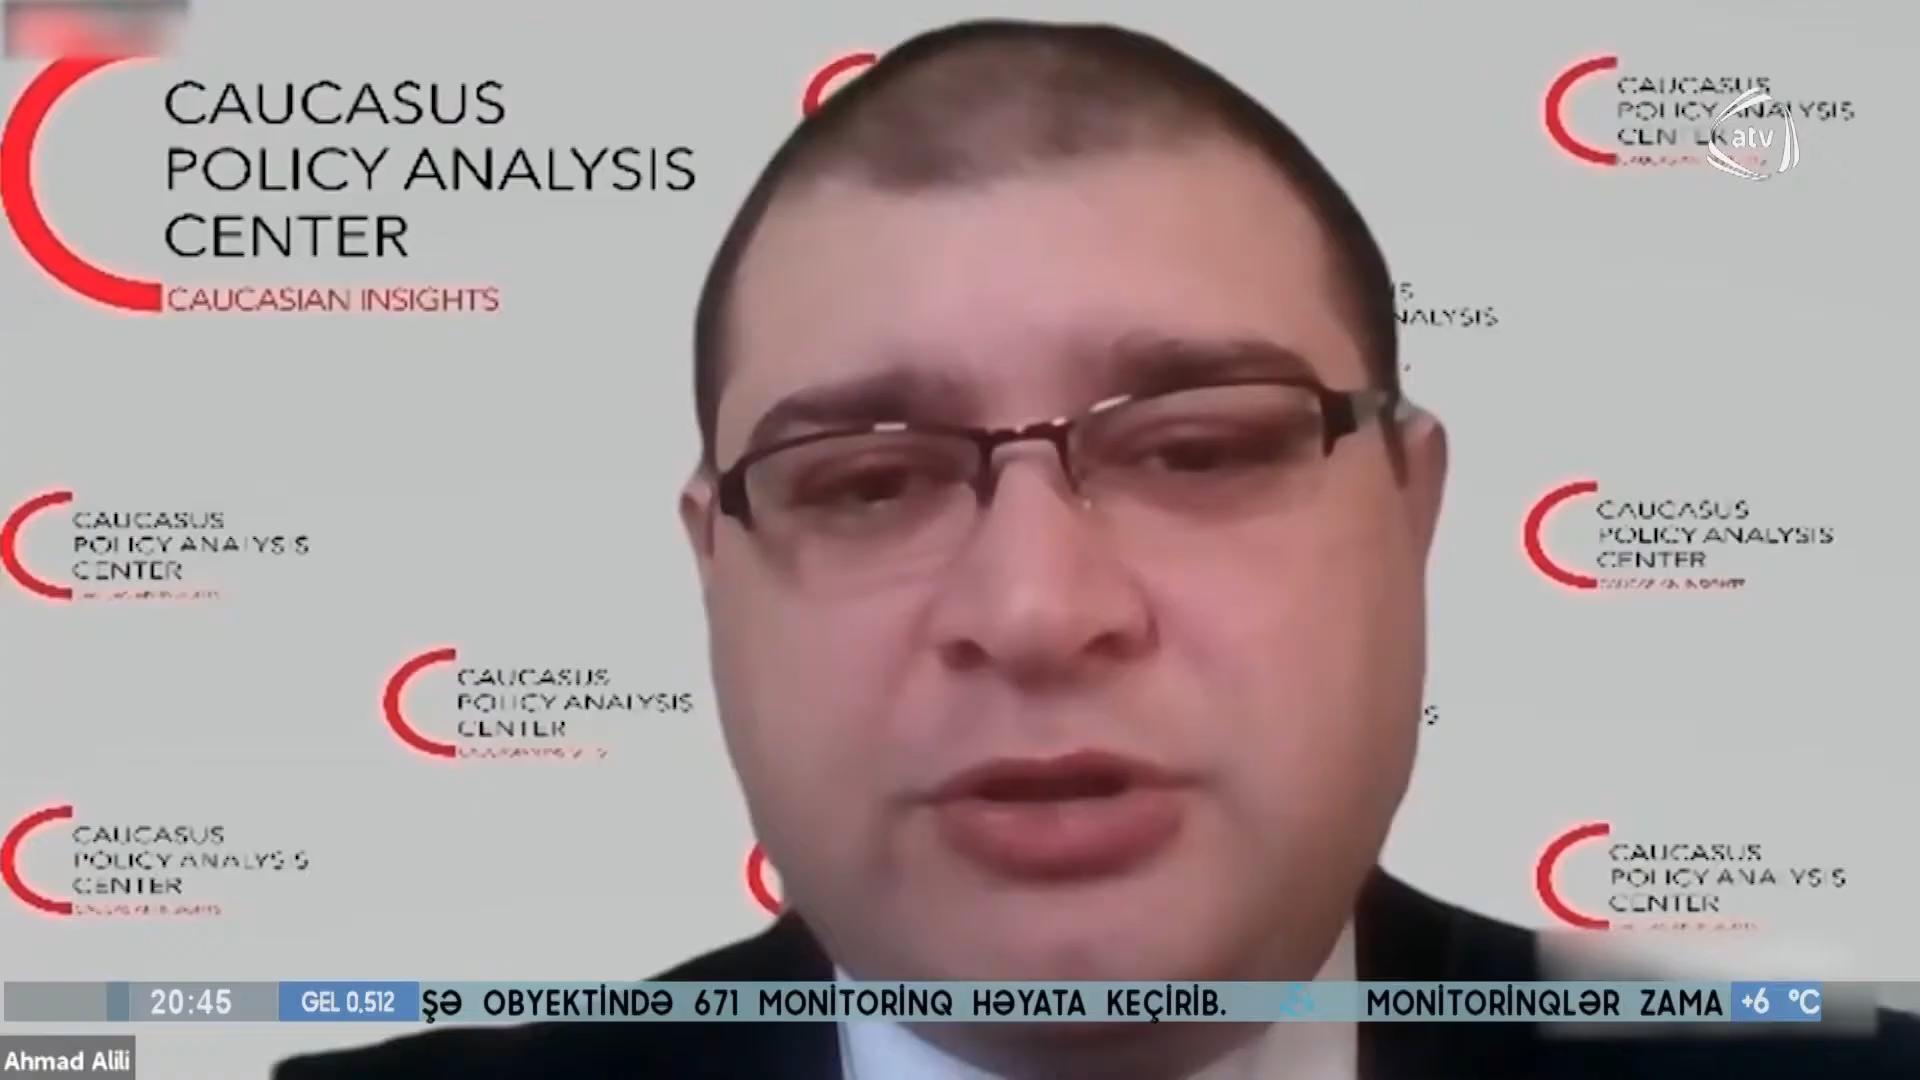 CAUCASUS
POLICY ANALYSIS
CENTER
CAUCASIAN INSIGHTS
CAUCASUS
POLICY ANALYSIS
CENTER
atv
ANALYSIS
CAUCASUS
POLICY ANALYSIS
CENTER
CAUCASUS
POLICY ANALYSIS
CENTER
CAUCASUS
POLICY ANALYSIS
CENTER
CAUCASUS
POLICY ANALYSIS
CENTER
CAUCASUS
POLICY ANALYSIS
CENTER
20:45 GEL 0,512 ŞƏ OBYEKTİNDƏ 671 MONİTORİNQ HƏYATA KEÇİRİB. MONİTORİNQLƏR ZAMA +6 °C
Ahmad Alili